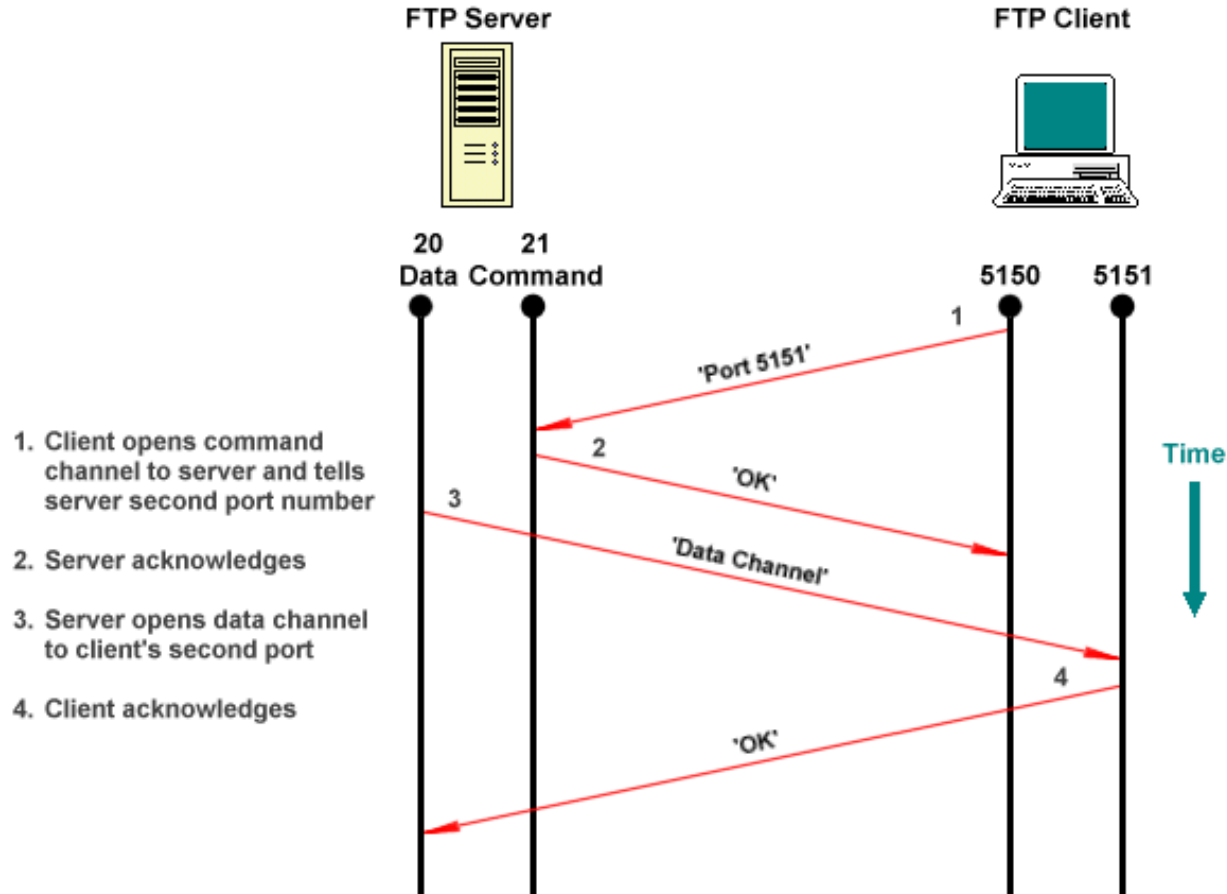 FTP Server
FTP Client
20
Data
21
Command
5150
5151
1
'Port 5151'
2
'OK'
3
'Data Channel'
4
'OK'
1. Client opens command
channel to server and tells
server second port number
2. Server acknowledges
3. Server opens data channel
to client's second port
4. Client acknowledges
Time